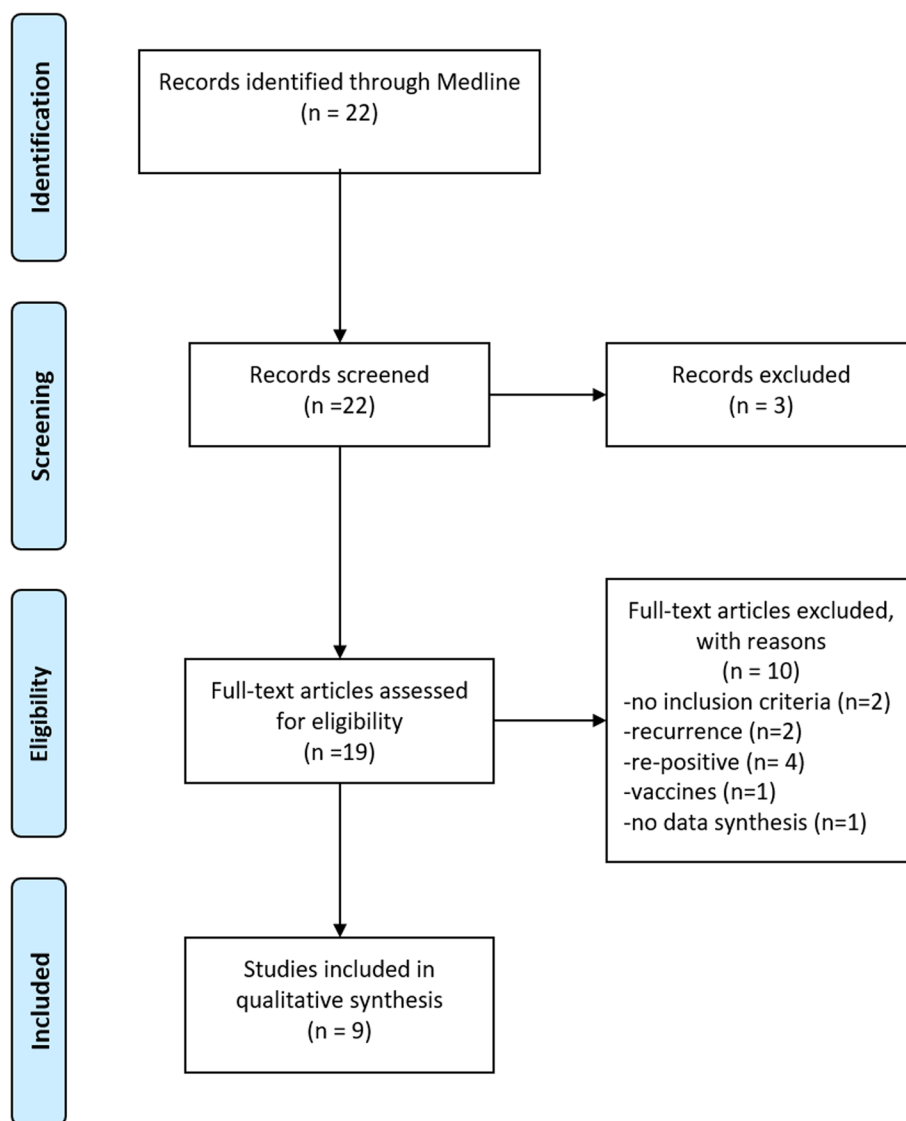 Identification
Records identified through Medline
(n = 22)
Screening
Records screened
(n =22)
Records excluded
(n = 3)
Eligibility
Full-text articles assessed
for eligibility
(n =19)
Full-text articles excluded,
with reasons
(n = 10)
-no inclusion criteria (n=2)
-recurrence (n=2)
-re-positive (n= 4)
-vaccines (n=1)
-no data synthesis (n=1)
Included
Studies included in
qualitative synthesis
(n = 9)